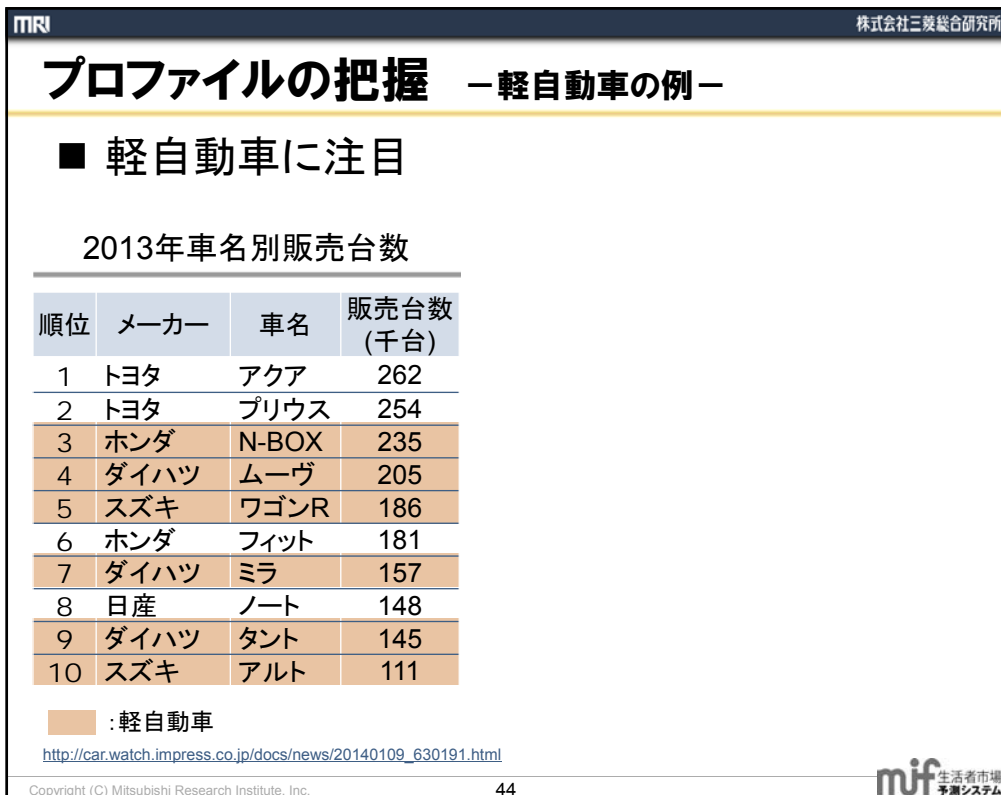 MRI
株式会社三菱総合研究所
プロファイルの把握 －軽自動車の例－
■ 軽自動車に注目
2013年車名別販売台数
順位 メーカー 車名 販売台数
(千台)
1 トヨタ アクア 262
2 トヨタ プリウス 254
3 ホンダ N-BOX 235
4 ダイハツ ムーヴ 205
5 スズキ ワゴンR 186
6 ホンダ フィット 181
7 ダイハツ ミラ 157
8 日産 ノート 148
9 ダイハツ タント 145
10 スズキ アルト 111
:軽自動車
http://car.watch.impress.co.jp/docs/news/20140109_630191.html
Copyright (C) Mitsubishi Research Institute, Inc.
44
mif 生活者市場
予測システム